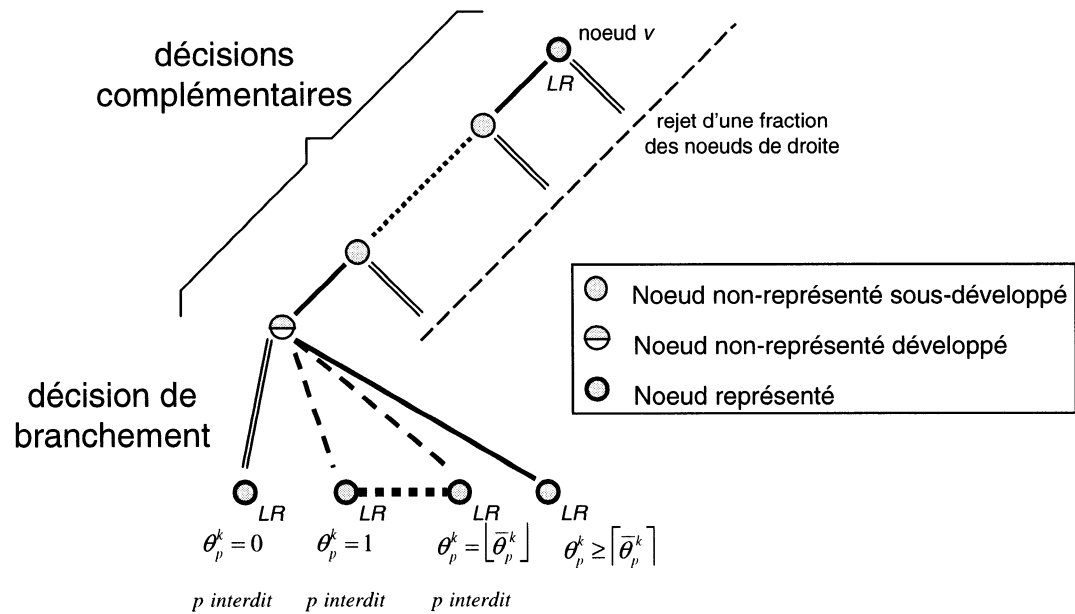 noeud v
décisions
complémentaires
LR
rejet d'une fraction
des noeuds de droite
Noeud non-représenté sous-développé
Noeud non-représenté développé
Noeud représenté
décision de
branchement
LR LR LR LR
θ_p^k = 0 θ_p^k = 1 θ_p^k = ⌊θ̅_p^k⌋ θ_p^k ≥ ⌈θ̅_p^k⌉
p interdit p interdit p interdit